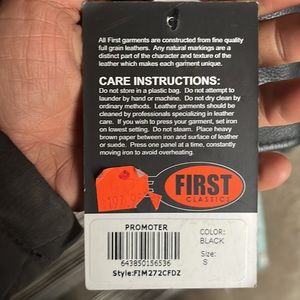 All First garments are constructed from fine quality
full grain leathers. Any natural markings are a
distinct part of the character and texture of the
leather which makes each garment unique.
CARE INSTRUCTIONS:
Do not store in a plastic bag. Do not attempt to
launder by hand or machine. Do not dry clean by
ordinary methods. Leather garments should be
cleaned by professionals specializing in leather
care. If you wish to press your garment, set iron
on lowest setting. Do not steam. Place heavy
brown paper between iron and surface of leather
or suede. Press one panel at a time, constantly
moving iron to avoid overheating.
FIRST
CLASSICS
PROMOTER
643850156536
Style:FIM272CFDZ
COLOR:
BLACK
Size:
S